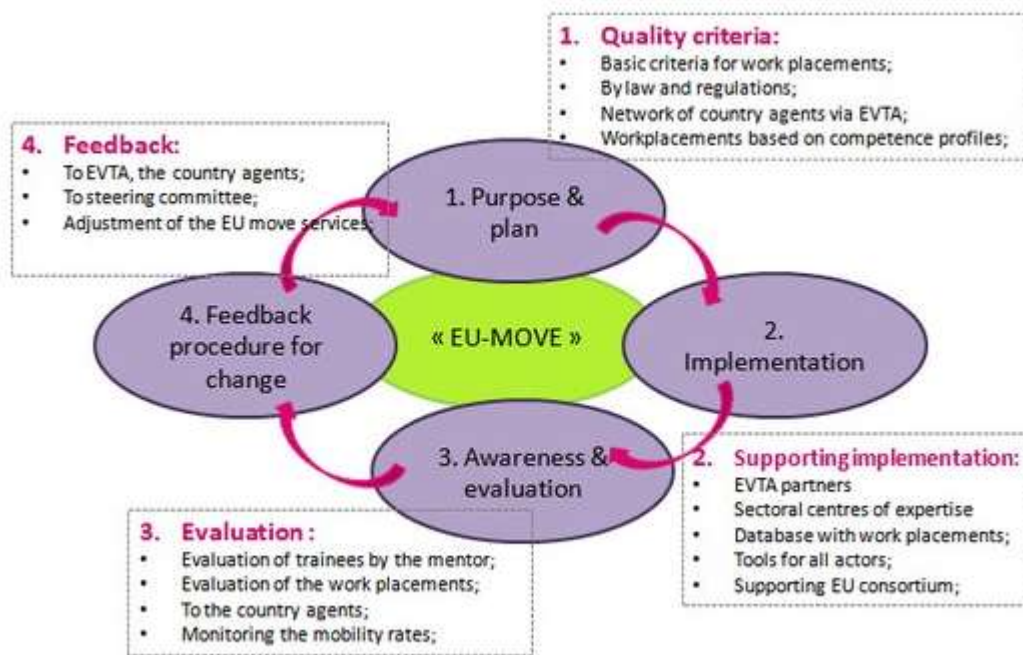 1. Quality criteria:
• Basic criteria for work placements;
• By law and regulations;
• Network of country agents via EVTA;
• Workplacements based on competence profiles;
4. Feedback:
• To EVTA, the country agents;
• To steering committee;
• Adjustment of the EU move services;
1. Purpose &
plan
4. Feedback
procedure for
change
« EU-MOVE »
2.
Implementation
3. Awareness &
evaluation
2. Supporting implementation:
• EVTA partners
• Sectoral centres of expertise
• Database with work placements;
• Tools for all actors;
• Supporting EU consortium;
3. Evaluation :
• Evaluation of trainees by the mentor;
• Evaluation of the work placements;
• To the country agents;
• Monitoring the mobility rates;